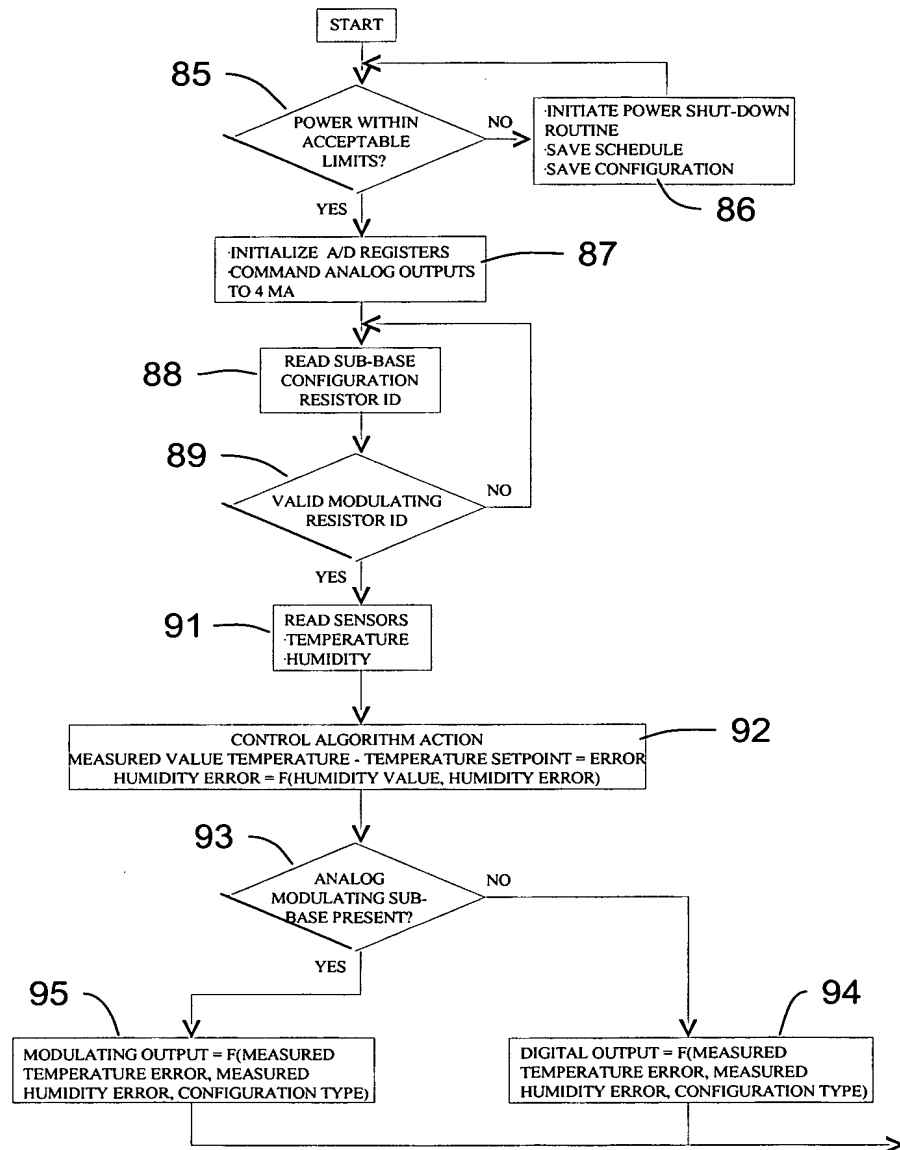 START
85
POWER WITHIN
ACCEPTABLE
LIMITS?
NO
·INITIATE POWER SHUT-DOWN
ROUTINE
·SAVE SCHEDULE
·SAVE CONFIGURATION
86
YES
·INITIALIZE A/D REGISTERS
·COMMAND ANALOG OUTPUTS
TO 4 MA
87
88
READ SUB-BASE
CONFIGURATION
RESISTOR ID
89
VALID MODULATING
RESISTOR ID
NO
YES
91
READ SENSORS
·TEMPERATURE
·HUMIDITY
CONTROL ALGORITHM ACTION
MEASURED VALUE TEMPERATURE - TEMPERATURE SETPOINT = ERROR
HUMIDITY ERROR = F(HUMIDITY VALUE, HUMIDITY ERROR)
92
93
ANALOG
MODULATING SUB-
BASE PRESENT?
NO
YES
95
MODULATING OUTPUT = F(MEASURED
TEMPERATURE ERROR, MEASURED
HUMIDITY ERROR, CONFIGURATION TYPE)
94
DIGITAL OUTPUT = F(MEASURED
TEMPERATURE ERROR, MEASURED
HUMIDITY ERROR, CONFIGURATION TYPE)